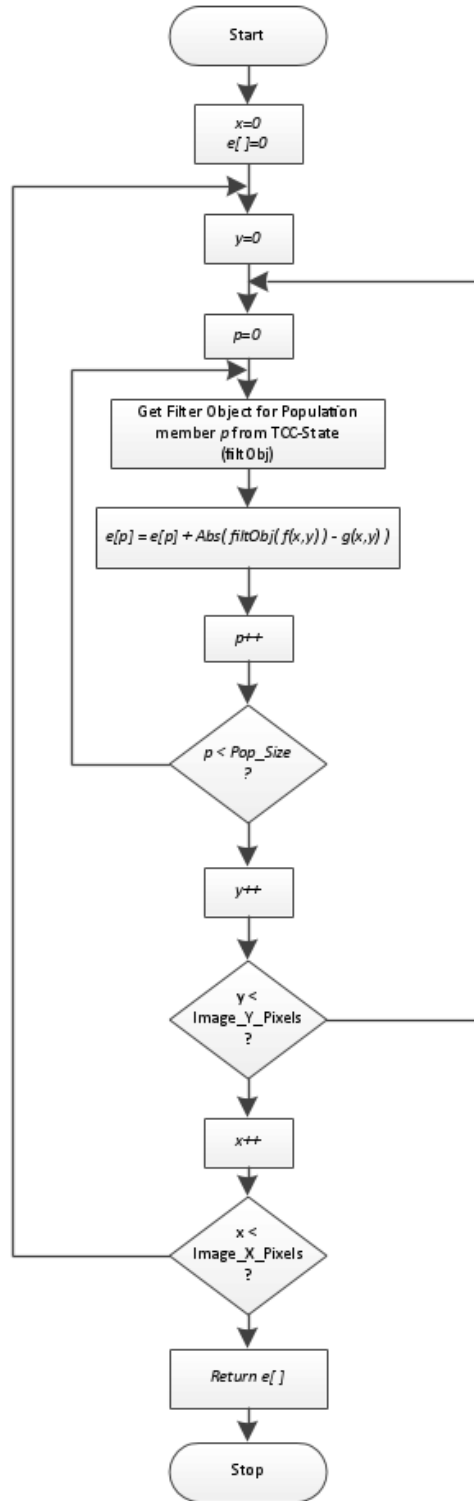 Start
x=0
e[ ]=0
y=0
p=0
Get Filter Object for Population
member p from TCC-State
(filtObj)
e[p] = e[p] + Abs( filtObj( f(x,y) ) - g(x,y) )
p++
p < Pop_Size
?
y++
y <
Image_Y_Pixels
?
x++
x <
Image_X_Pixels
?
Return e[ ]
Stop